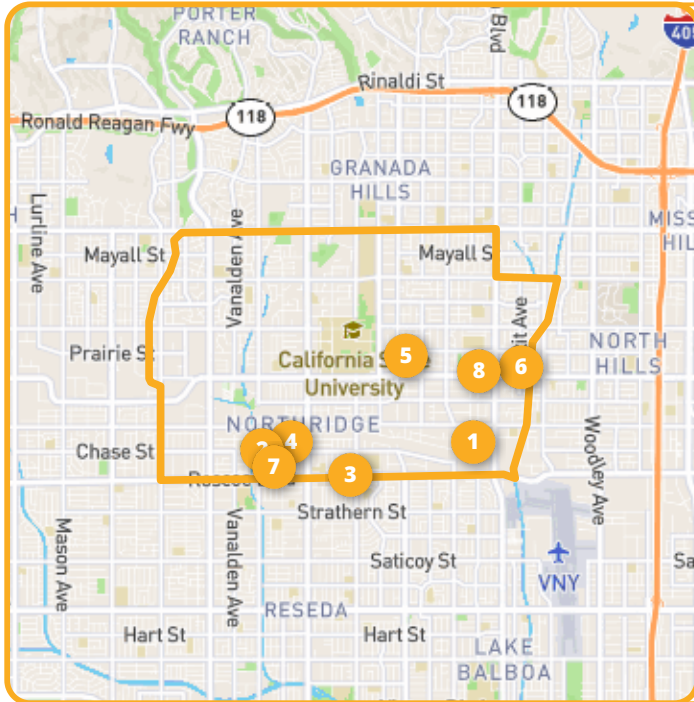 PORTER
RANCH
Blvd
405
Rinaldi St
118
118
Ronald Reagan Fwy
GRANADA
HILLS
Lurline Ave
Vanalden Ave
MISS
HIL
Mayall St
Mayall S
Ave
Prairie St
California S
University
5
8
6
NORTH
HILLS
NORTHRIDGE
4
1
Chase St
7
3
Woodley Ave
Strathern St
Mason Ave
Vanalden Ave
Saticoy St
Sa
VNY
RESEDA
Hart St
Hart St
LAKE
BALBOA